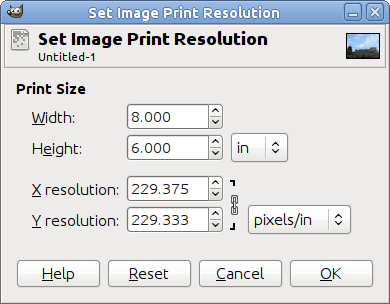 Set Image Print Resolution
Set Image Print Resolution
Untitled-1
Print Size
Width: 8.000
Height: 6.000 in
X resolution: 229.375
Y resolution: 229.333 pixels/in
Help Reset Cancel OK